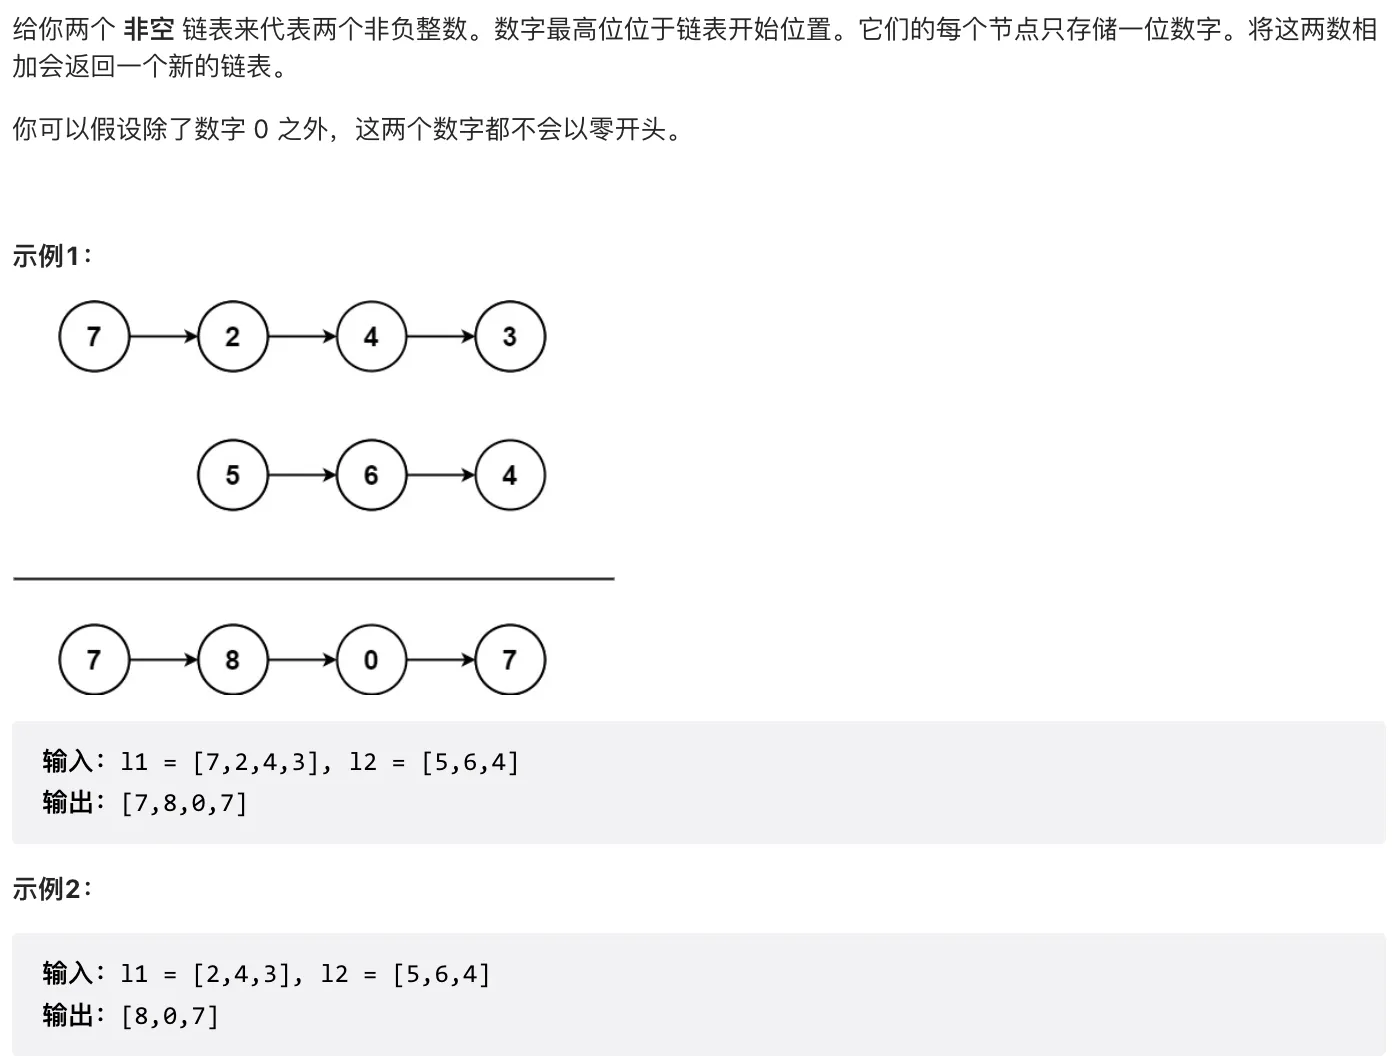 给你两个 非空 链表来代表两个非负整数。数字最高位位于链表开始位置。它们的每个节点只存储一位数字。将这两数相
加会返回一个新的链表。
你可以假设除了数字 0 之外，这两个数字都不会以零开头。
示例1：
7 2 4 3
5 6 4
7 8 0 7
输入：l1 = [7,2,4,3], l2 = [5,6,4]
输出：[7,8,0,7]
示例2：
输入：l1 = [2,4,3], l2 = [5,6,4]
输出：[8,0,7]